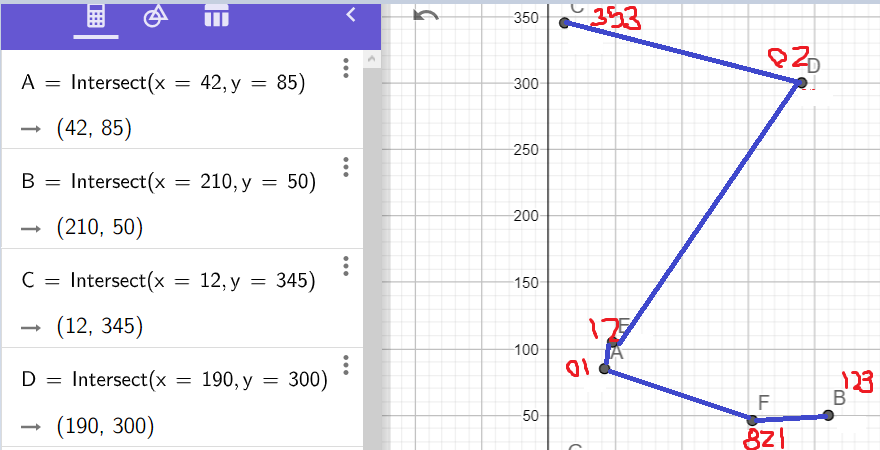 A = Intersect(x = 42, y = 85)
→ (42, 85)
B = Intersect(x = 210, y = 50)
→ (210, 50)
C = Intersect(x = 12, y = 345)
→ (12, 345)
D = Intersect(x = 190, y = 300)
→ (190, 300)
350
C
353
02
D
300
250
200
150
17
E
100
A
01
123
B
F
50
821